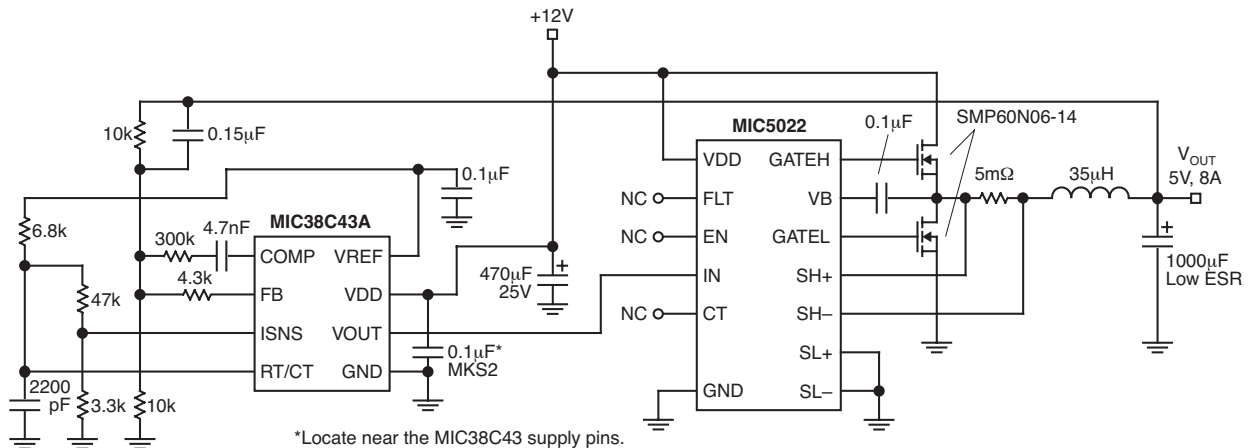 +12V
10k
0.15µF
MIC5022
0.1µF
SMP60N06-14
VDD
GATEH
VOUT
5V, 8A
0.1µF
NC
FLT
VB
5mΩ
35µH
6.8k
300k
4.7nF
MIC38C43A
COMP
VREF
NC
EN
GATEL
4.3k
47k
FB
VDD
470µF
25V
IN
SH+
1000µF
Low ESR
ISNS
VOUT
NC
CT
SH–
RT/CT
GND
0.1µF*
MKS2
SL+
2200
pF
3.3k
10k
GND
SL–
*Locate near the MIC38C43 supply pins.